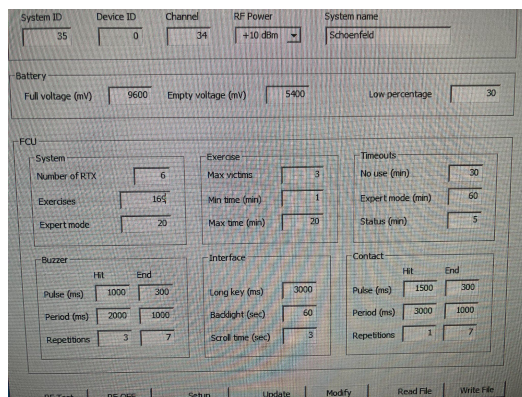 System ID Device ID Channel RF Power System name
35 0 34 +10 dBm Schoenfeld
Battery
Full voltage (mV) 9600 Empty voltage (mV) 5400 Low percentage 30
FCU
System Exercise Timeouts
Number of RTX 6 Max victims 3 No use (min) 30
Exercises 165 Min time (min) 1 Expert mode (min) 60
Expert mode 20 Max time (min) 20 Status (min) 5
Buzzer Interface Contact
Hit End Hit End
Pulse (ms) 1000 300 Long key (ms) 3000 Pulse (ms) 1500 300
Period (ms) 2000 1000 Backlight (sec) 60 Period (ms) 3000 1000
Repetitions 3 7 Scroll time (sec) 3 Repetitions 1 7
RF Test RF OFF Setup Update Modify Read File Write File